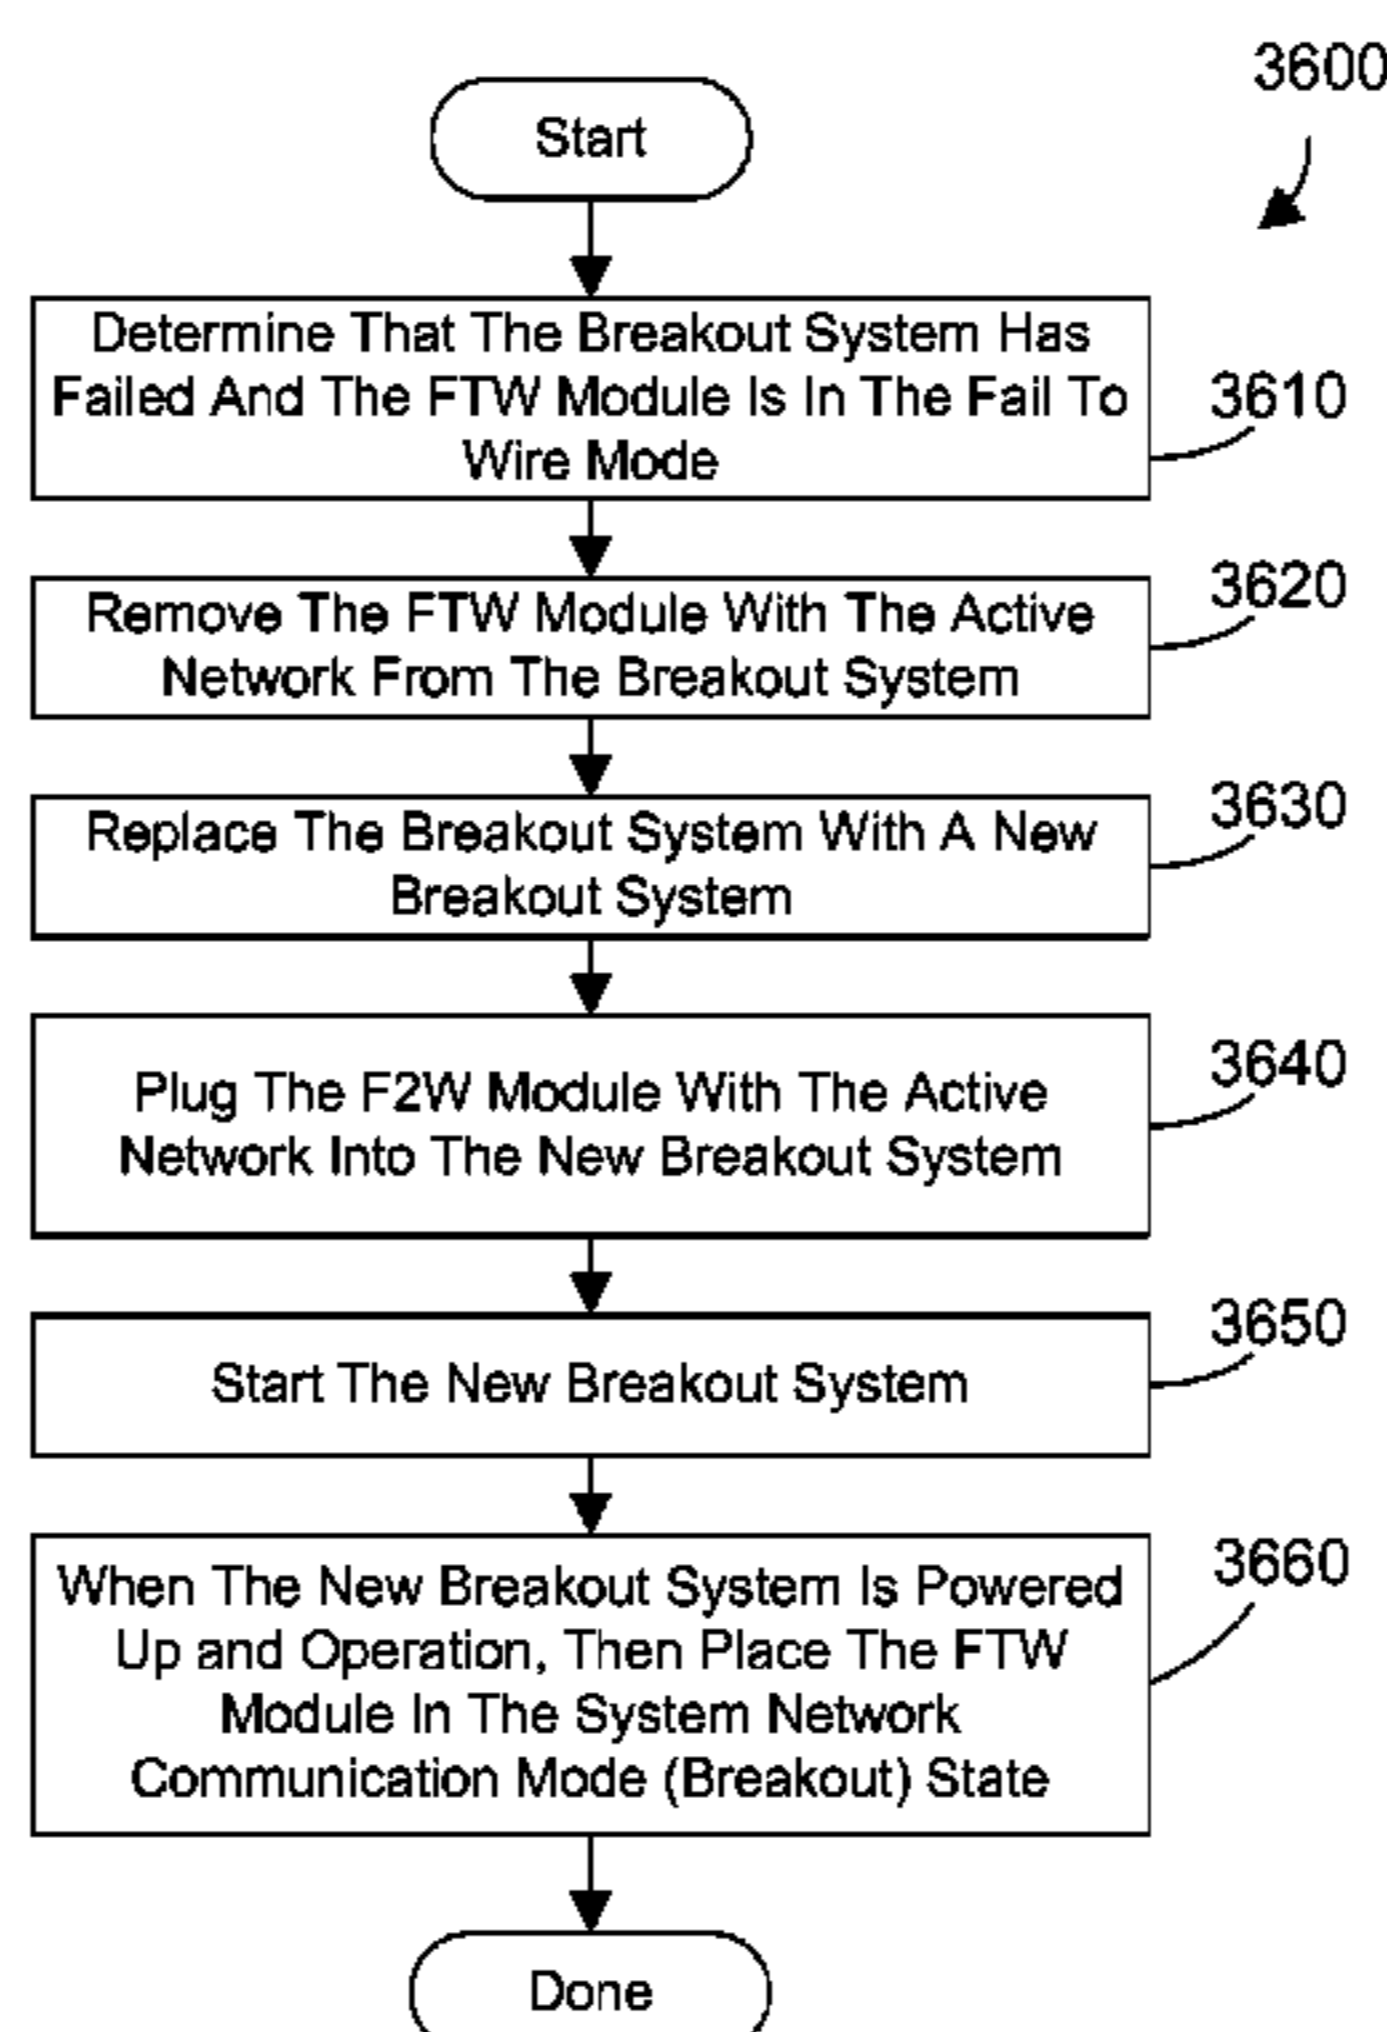 3600
Start
Determine That The Breakout System Has
Failed And The FTW Module Is In The Fail To
Wire Mode
3610
Remove The FTW Module With The Active
Network From The Breakout System
3620
Replace The Breakout System With A New
Breakout System
3630
Plug The F2W Module With The Active
Network Into The New Breakout System
3640
Start The New Breakout System
3650
When The New Breakout System Is Powered
Up and Operation, Then Place The FTW
Module In The System Network
Communication Mode (Breakout) State
3660
Done